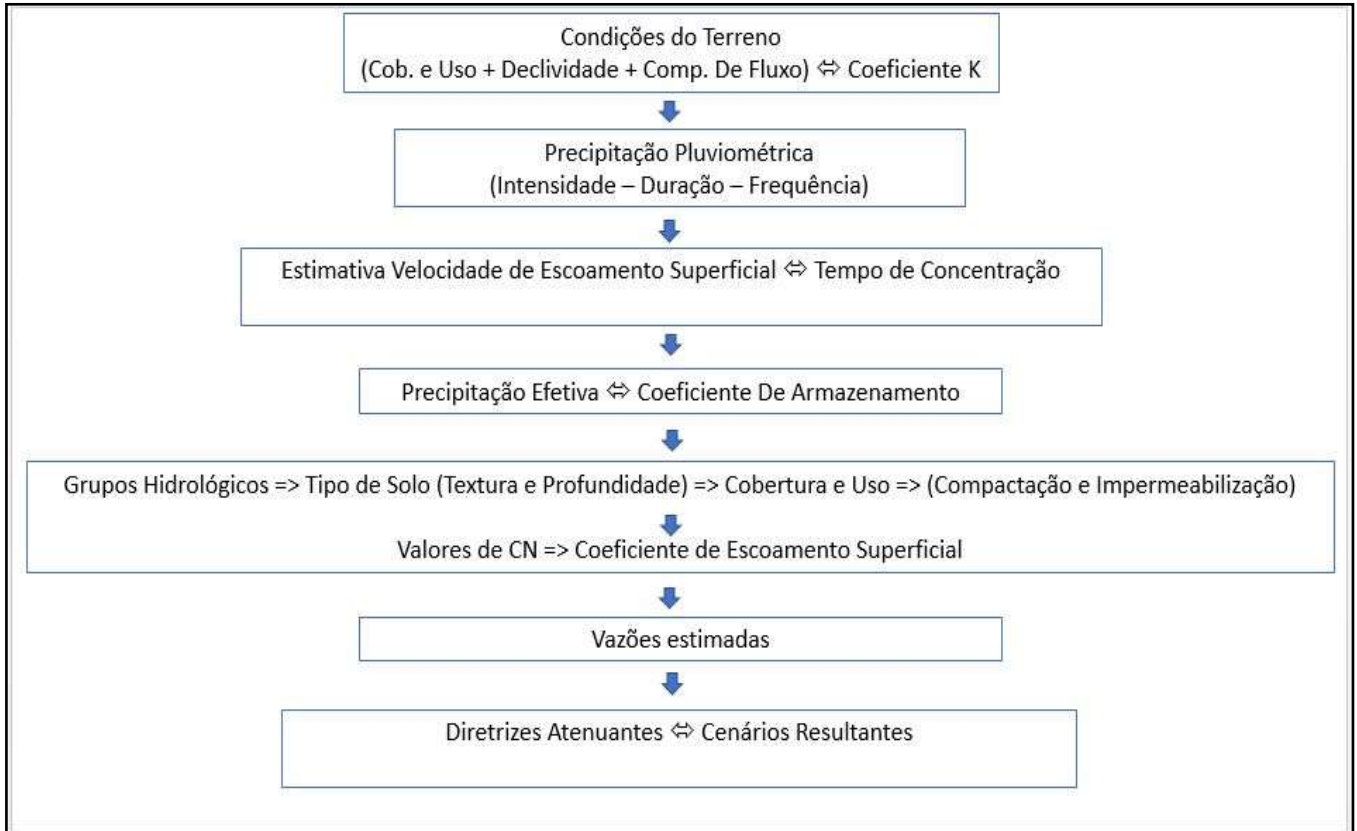 Condições do Terreno
(Cob. e Uso + Declividade + Comp. De Fluxo) ⇔ Coeficiente K
Precipitação Pluviométrica
(Intensidade – Duração – Frequência)
Estimativa Velocidade de Escoamento Superficial ⇔ Tempo de Concentração
Precipitação Efetiva ⇔ Coeficiente De Armazenamento
Grupos Hidrológicos => Tipo de Solo (Textura e Profundidade) => Cobertura e Uso => (Compactação e Impermeabilização)
Valores de CN => Coeficiente de Escoamento Superficial
Vazões estimadas
Diretrizes Atenuantes ⇔ Cenários Resultantes